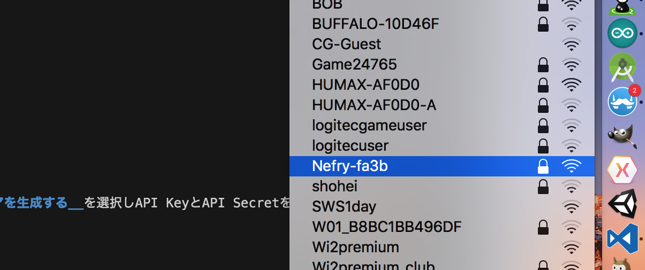 BOB
BUFFALO-10D46F
CG-Guest
Game24765
HUMAX-AF0D0
HUMAX-AF0D0-A
logitecgameuser
logitecuser
Nefry-fa3b
shohei
SWS1day
W01_B8BC1BB496DF
Wi2premium
Wi2premium_club
を生成する__を選択しAPI KeyとAPI Secretを
2